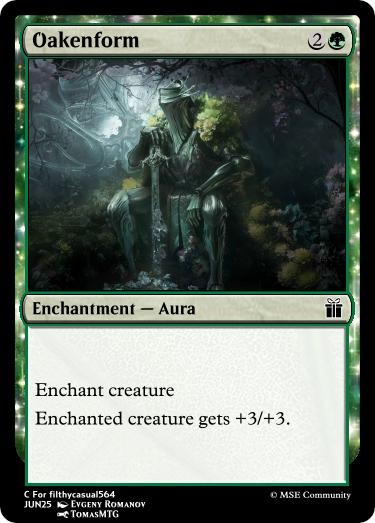 Oakenform
2
Enchantment — Aura
Enchant creature
Enchanted creature gets +3/+3.
C For filthycasual564
JUN25 Evgeny Romanov
TomasMTG
© MSE Community